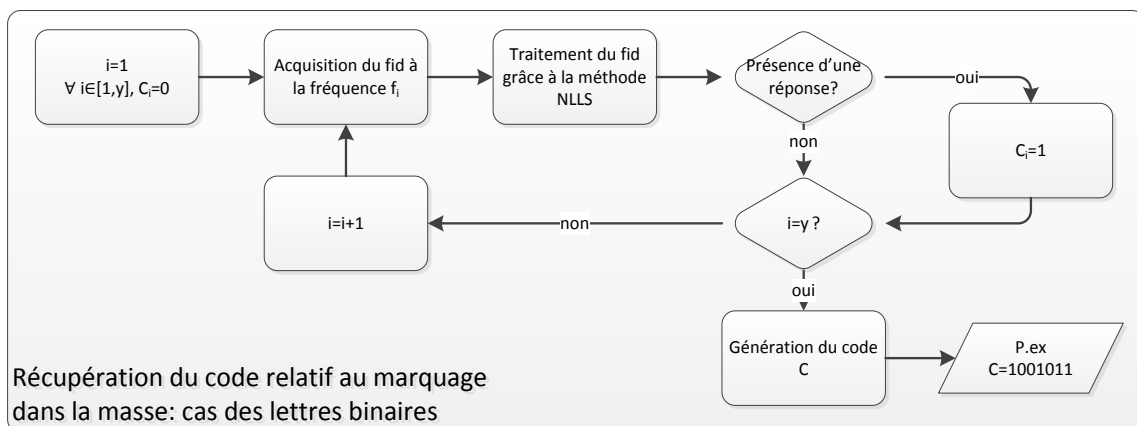 i=1
∀ i∈[1,y], Cᵢ=0
Acquisition du fid à
la fréquence fᵢ
Traitement du fid
grâce à la méthode
NLLS
Présence d’une
réponse?
oui
Cᵢ=1
non
i=y ?
non
i=i+1
oui
Génération du code
C
P.ex
C=1001011
Récupération du code relatif au marquage
dans la masse: cas des lettres binaires